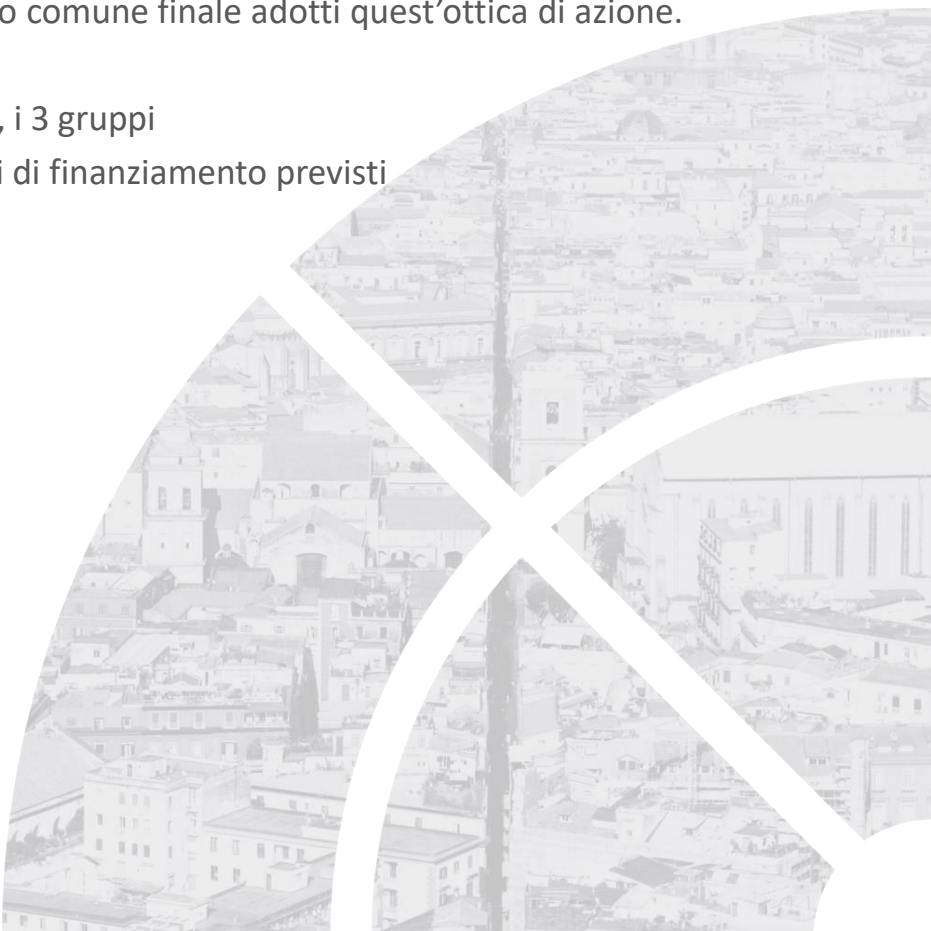 o comune finale adotti quest’ottica di azione.
, i 3 gruppi
i di finanziamento previsti